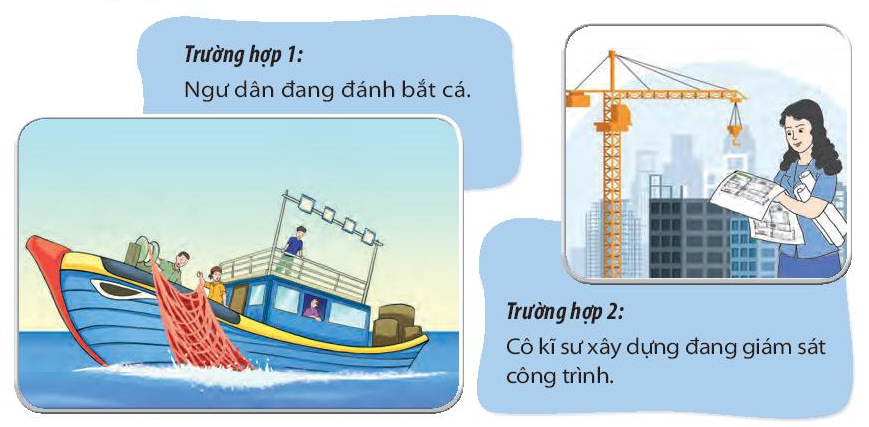 Trường hợp 1:
Ngư dân đang đánh bắt cá.
Trường hợp 2:
Cô kĩ sư xây dựng đang giám sát
công trình.